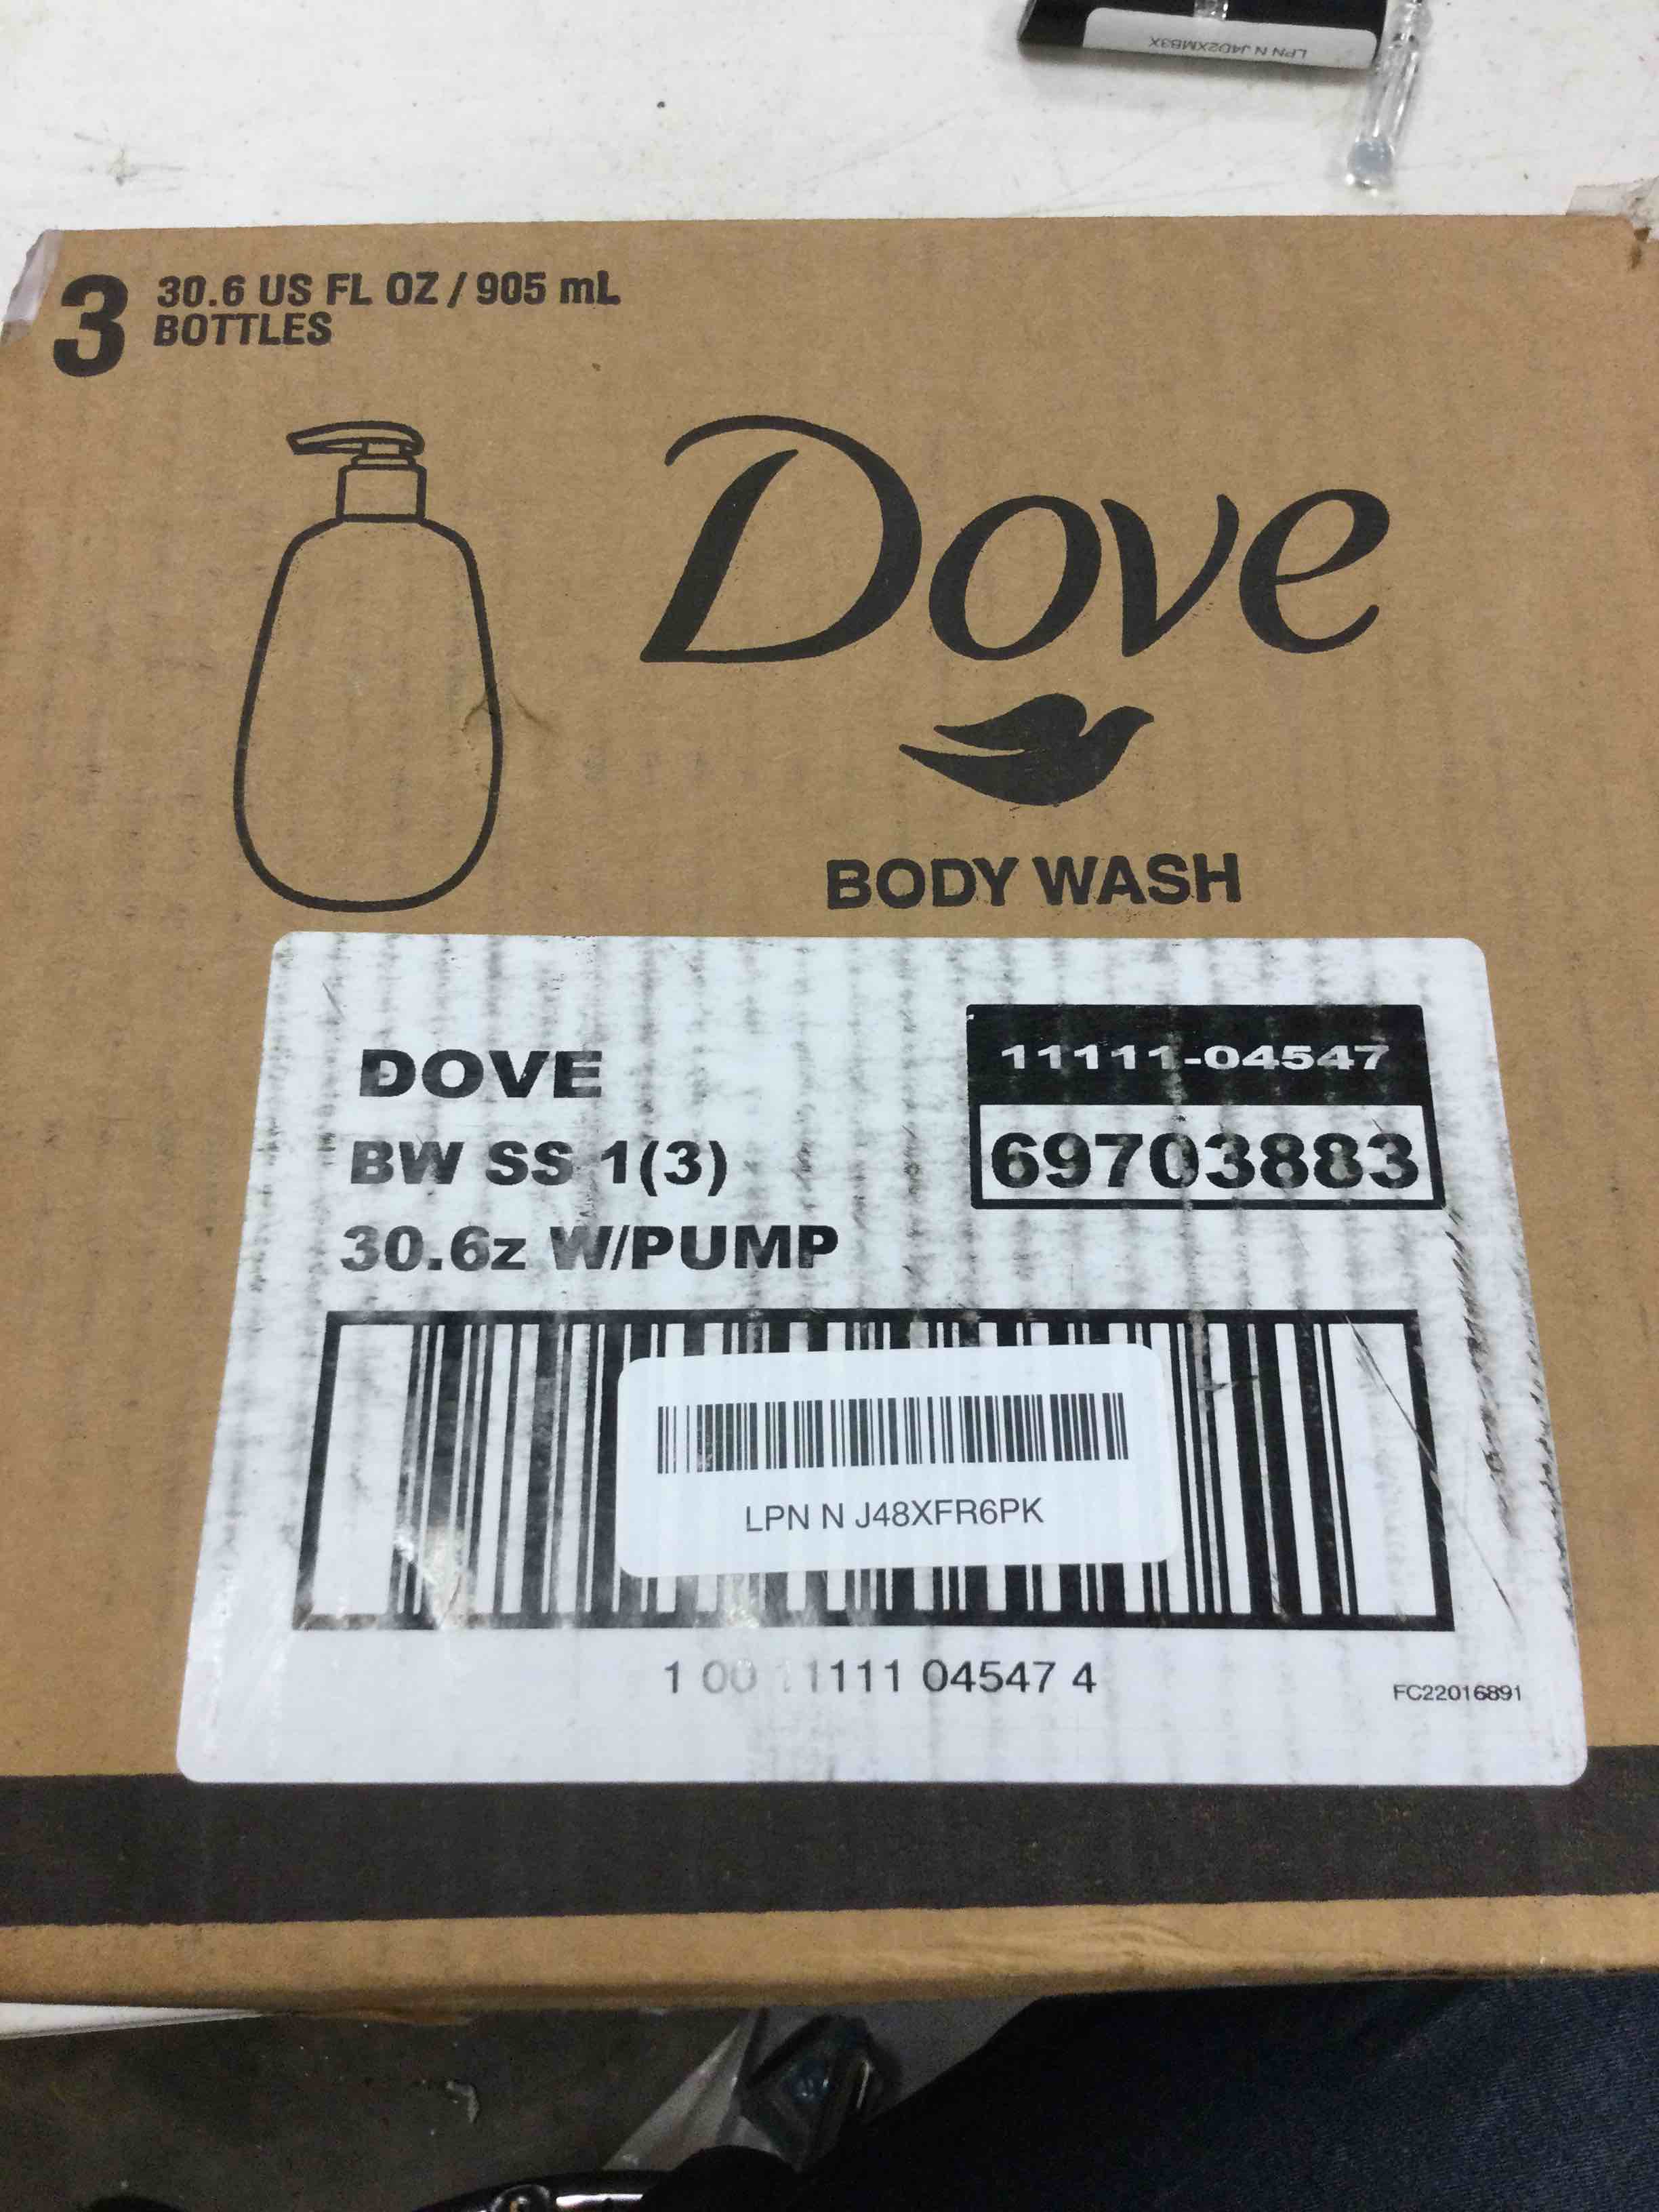 LPN N J4D2XMB3X
3 30.6 US FL OZ / 905 mL
BOTTLES
Dove
BODY WASH
DOVE
BW SS 1(3)
30.6z W/PUMP
11111-04547
69703883
LPN N J48XFR6PK
1 00 11111 04547 4
FC22016891